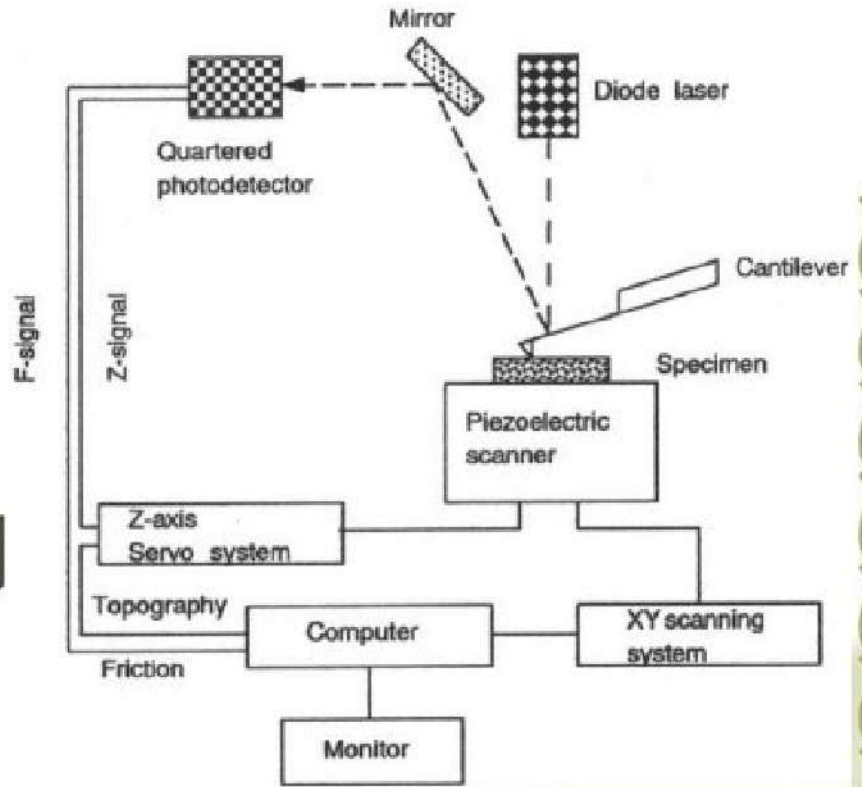 Mirror
Diode laser
Quartered
photodetector
Cantilever
F-signal
Z-signal
Specimen
Piezoelectric
scanner
Z-axis
Servo system
Topography
Computer
XY scanning
system
Friction
Monitor